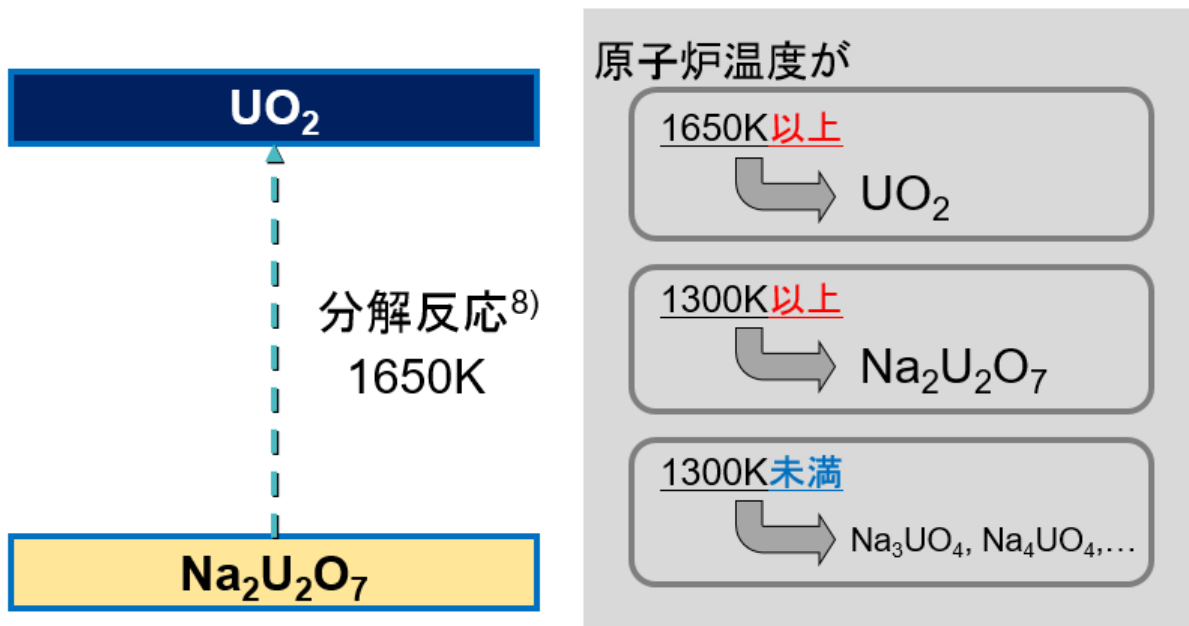 UO₂
分解反応⁸⁾
1650K
Na₂U₂O₇
原子炉温度が
1650K以上
UO₂
1300K以上
Na₂U₂O₇
1300K未満
Na₃UO₄, Na₄UO₄,…